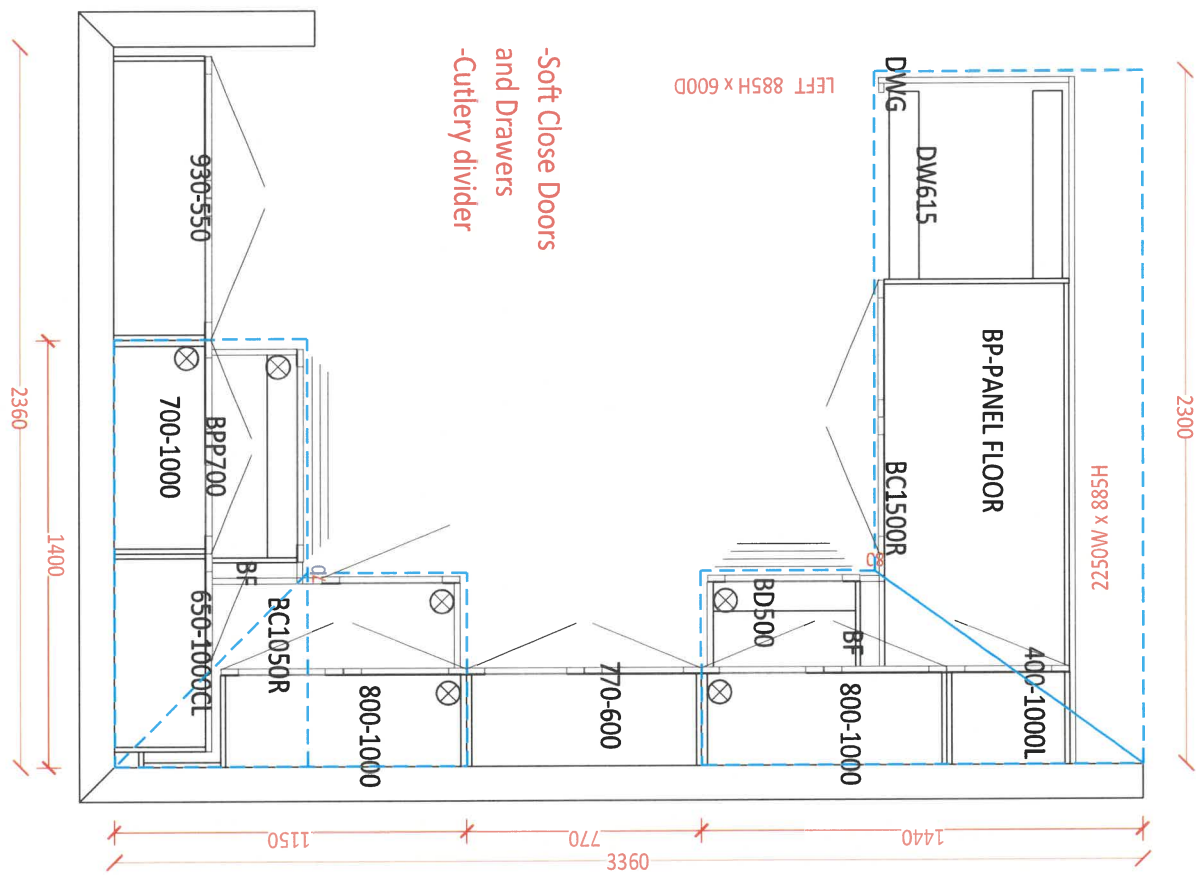 -Soft Close Doors
and Drawers
-Cutlery divider
LEFT 885H x 600D
DWG
DW615
BP-PANEL FLOOR
BC1500R
2250W x 885H
2300
930-550
2360
700-1000
BPP700
1400
BF
650-1000CL
BC1050R
800-1000
770-600
BD500
BF
80
800-1000
400-1000L
1150
770
1440
3360